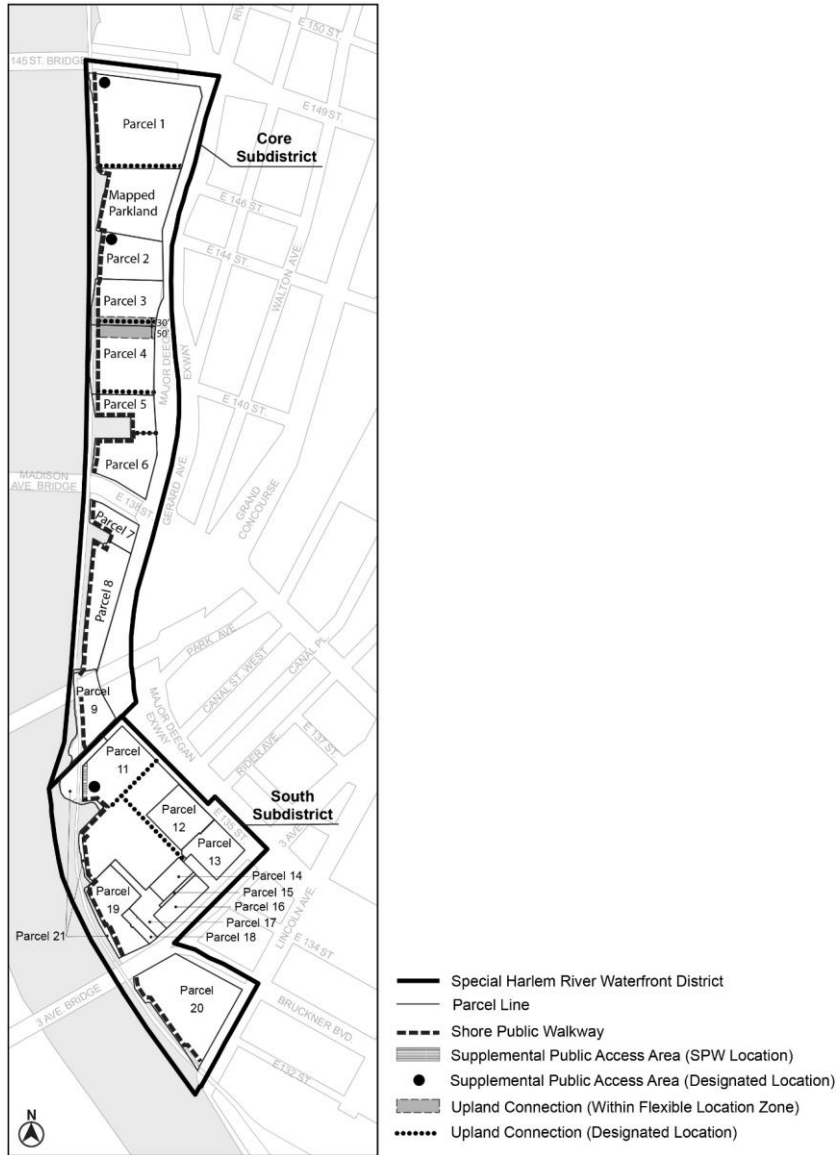 RIV
E 150 ST.
145 ST. BRIDGE
E 149 ST.
Parcel 1
Core
Subdistrict
Mapped
Parkland
E 146 ST.
E 144 ST.
WALTON AVE.
Parcel 2
Parcel 3
30'
50'
Parcel 4
MAJOR DEEGAN
EXWAY
Parcel 5
E 140 ST.
Parcel 6
MADISON
AVE. BRIDGE
E 138 ST.
GERARD AVE.
GRAND
CONCOURSE
Parcel 7
Parcel 8
PARK AVE.
CANAL ST. WEST
CANAL PL.
Parcel
9
MAJOR DEEGAN
EXWAY
RIDER AVE.
E 137 ST.
Parcel
11
South
Subdistrict
Parcel
12
E 135 ST.
3 AVE.
Parcel
13
Parcel 14
Parcel 15
Parcel 16
Parcel 17
Parcel 18
Parcel
19
Parcel 21
LINCOLN AVE.
E 134 ST.
3 AVE. BRIDGE
Parcel
20
BRUCKNER BVD.
E 132 ST.
N
Special Harlem River Waterfront District
Parcel Line
Shore Public Walkway
Supplemental Public Access Area (SPW Location)
Supplemental Public Access Area (Designated Location)
Upland Connection (Within Flexible Location Zone)
Upland Connection (Designated Location)